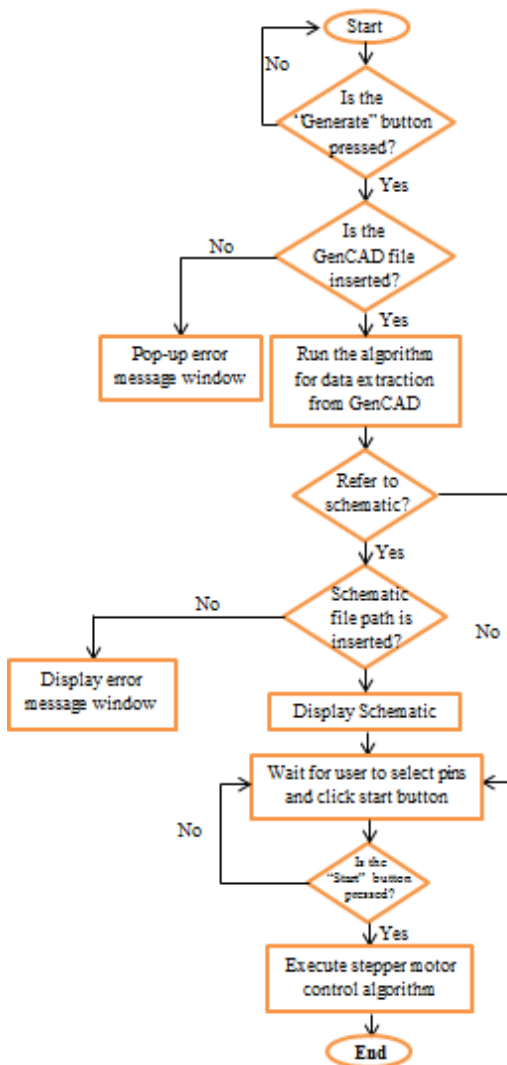 Start
No
Is the
“Generate” button
pressed?
Yes
Is the
GenCAD file
inserted?
No
Yes
Pop-up error
message window
Run the algorithm
for data extraction
from GenCAD
Refer to
schematic?
Yes
No
Schematic
file path is
inserted?
No
Display error
message window
Display Schematic
Wait for user to select pins
and click start button
No
Is the
“Start” button
pressed?
Yes
Execute stepper motor
control algorithm
End